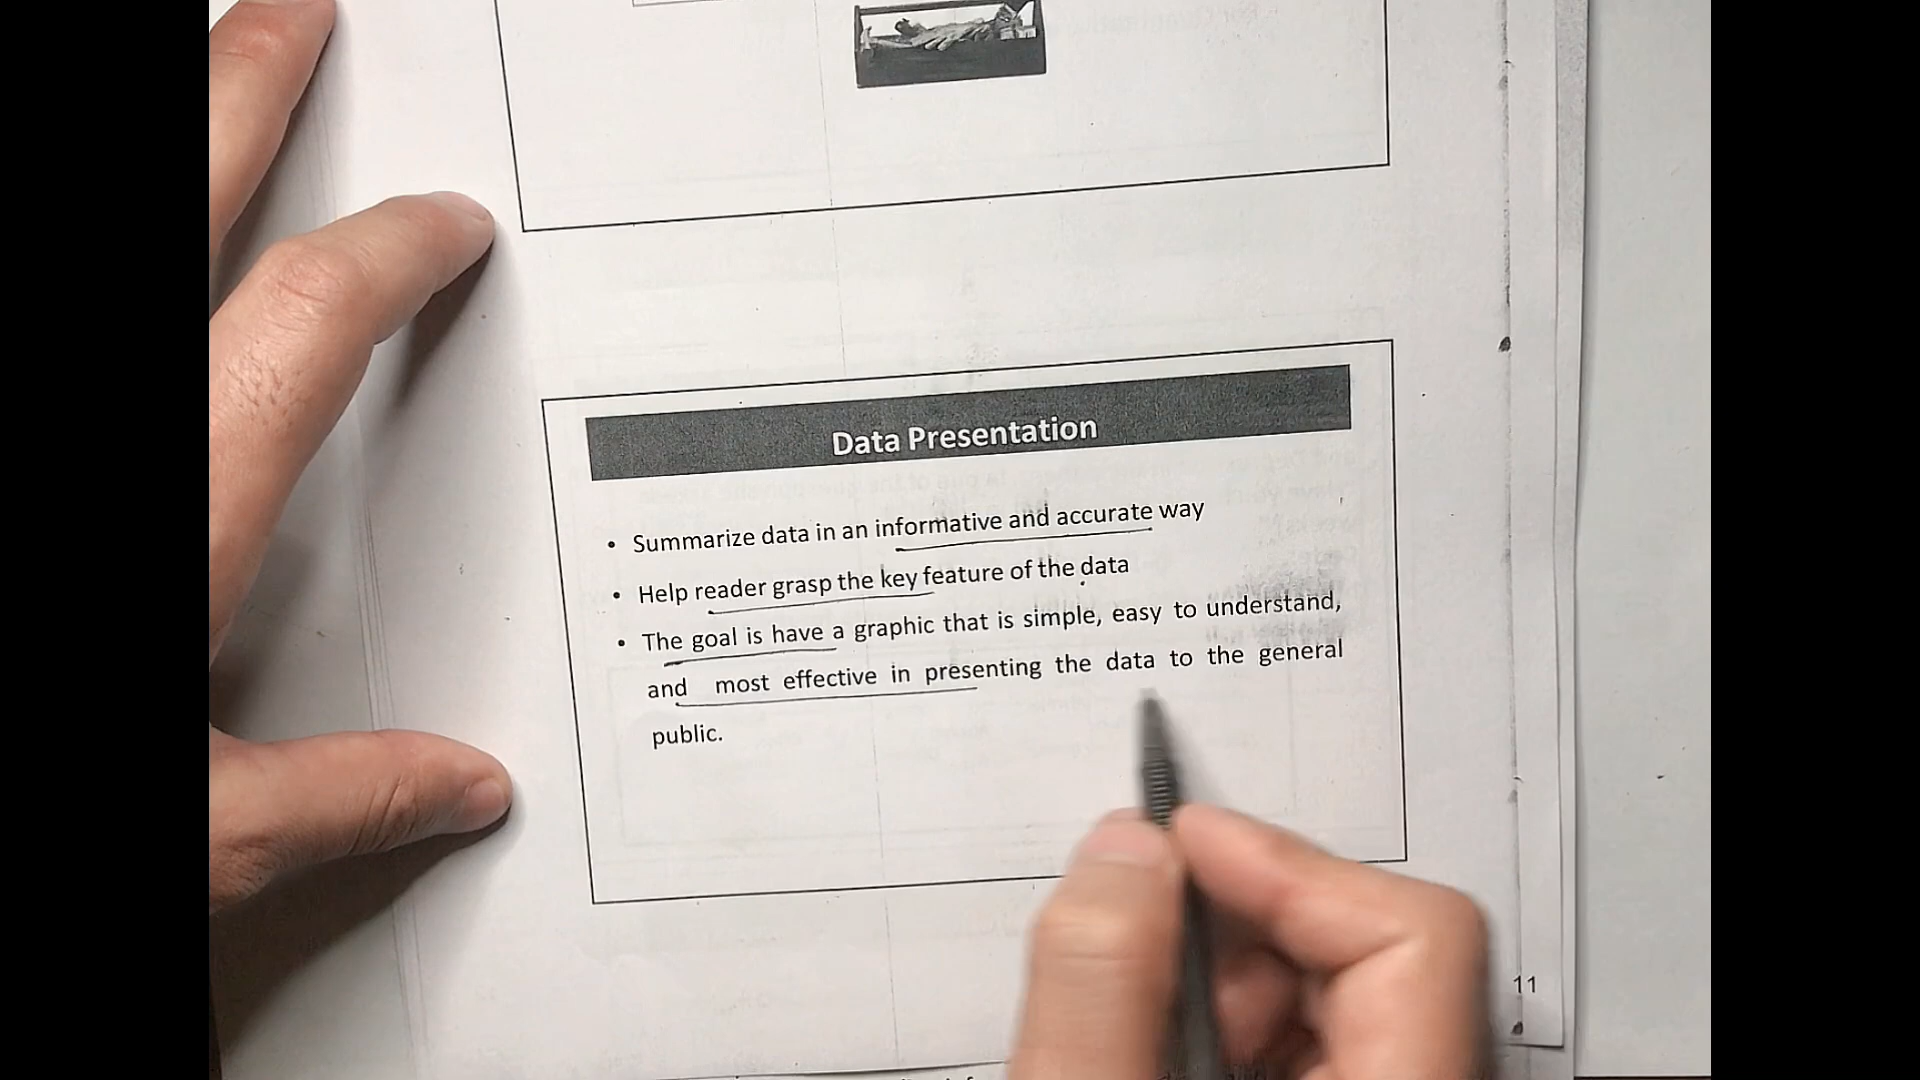 Data Presentation
• Summarize data in an informative and accurate way
• Help reader grasp the key feature of the data
• The goal is have a graphic that is simple, easy to understand,
and most effective in presenting the data to the general
public.
11